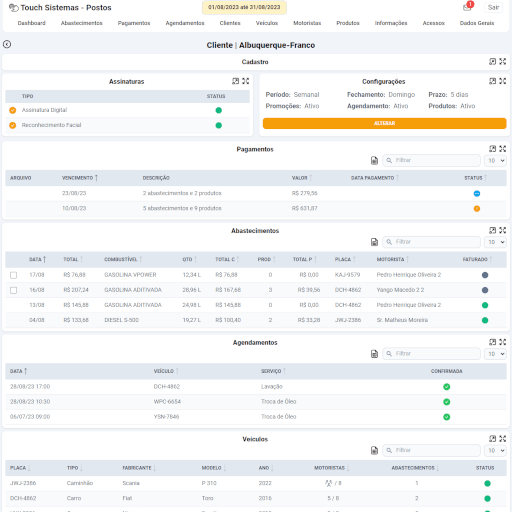 Touch Sistemas - Postos
01/08/2023 até 31/08/2023
1
Sair
Dashboard Abastecimentos Pagamentos Agendamentos Clientes Veículos Motoristas Produtos Informações Acessos Dados Gerais
Cliente | Albuquerque-Franco
Cadastro
Assinaturas
TIPO STATUS
Assinatura Digital
Reconhecimento Facial
Configurações
Período: Semanal Fechamento: Domingo Prazo: 5 dias
Promoções: Ativo Agendamento: Ativo Produtos: Ativo
ALTERAR
Pagamentos
Filtrar 10
ARQUIVO VENCIMENTO DESCRIÇÃO VALOR DATA PAGAMENTO STATUS
23/08/23 2 abastecimentos e 2 produtos R$ 279,56
10/08/23 5 abastecimentos e 9 produtos R$ 631,87
Abastecimentos
Filtrar 10
DATA TOTAL COMBUSTÍVEL QTD TOTAL C PROD TOTAL P PLACA MOTORISTA FATURADO
17/08 R$ 76,88 GASOLINA VPOWER 12,34 L R$ 76,88 0 R$ 0,00 KAJ-9579 Pedro Henrique Oliveira 2
16/08 R$ 207,24 GASOLINA ADITIVADA 28,96 L R$ 167,68 3 R$ 39,56 DCH-4862 Yango Macedo 2 2
13/08 R$ 145,88 GASOLINA ADITIVADA 24,98 L R$ 145,88 0 R$ 0,00 DCH-4862 Pedro Henrique Oliveira 2
04/08 R$ 133,68 DIESEL S-500 19,27 L R$ 100,40 2 R$ 33,28 JWJ-2386 Sr. Matheus Moreira
Agendamentos
Filtrar 10
DATA VEÍCULO SERVIÇO CONFIRMADA
28/08/23 17:00 DCH-4862 Lavação
28/08/23 10:30 WPC-6654 Troca de Óleo
06/07/23 09:00 YSN-7846 Troca de Óleo
Veículos
Filtrar 10
PLACA TIPO FABRICANTE MODELO ANO MOTORISTAS ABASTECIMENTOS STATUS
JWJ-2386 Caminhão Scania P 310 2022 / 8 1
DCH-4862 Carro Fiat Toro 2016 5 / 8 2